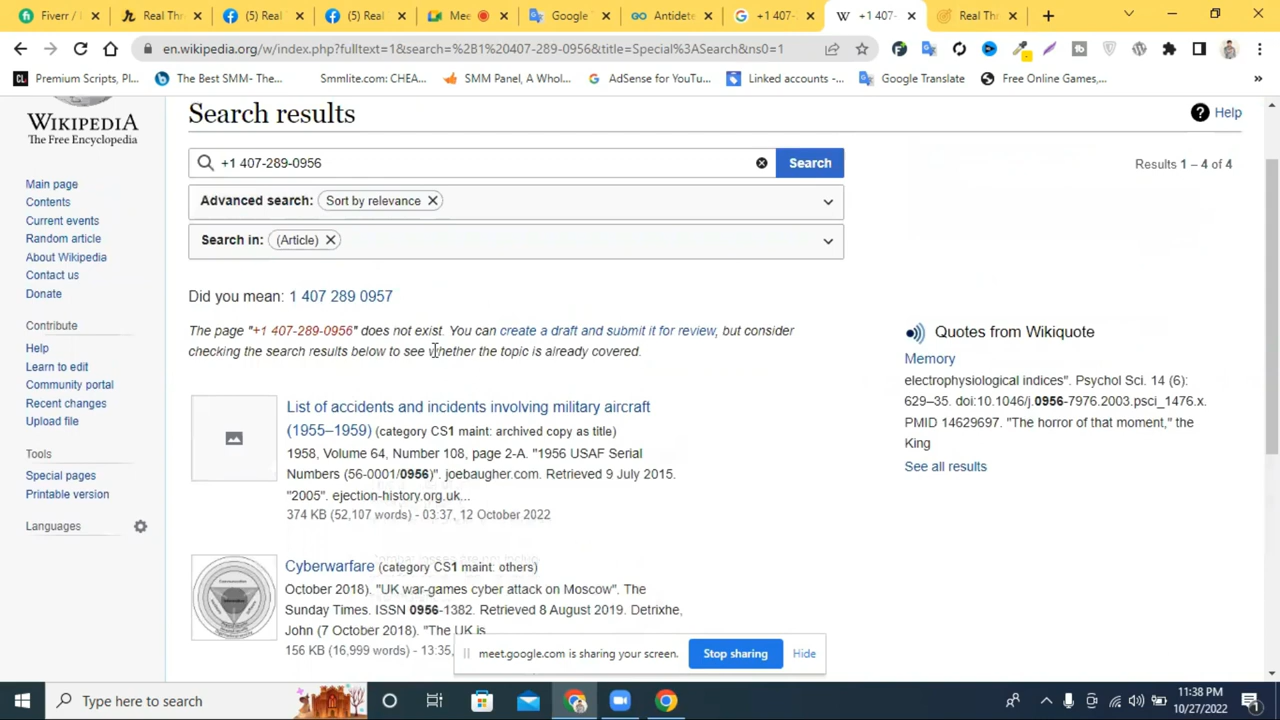 Fiverr /
Real Thr
(5) Real
(5) Real
Mee
Google
Antidete
+1 407-
+1 407-
Real Thr
en.wikipedia.org/w/index.php?fulltext=1&search=%2B1%20407-289-0956&title=Special%3ASearch&ns0=1
Premium Scripts, Pl...
The Best SMM- The...
Smmlite.com: CHEA...
SMM Panel, A Whol...
AdSense for YouTu...
Linked accounts -...
Google Translate
Free Online Games,...
»
WIKIPEDIA
The Free Encyclopedia
Main page
Contents
Current events
Random article
About Wikipedia
Contact us
Donate
Contribute
Help
Learn to edit
Community portal
Recent changes
Upload file
Tools
Special pages
Printable version
Languages
Search results
Help
+1 407-289-0956
Search
Results 1 – 4 of 4
Advanced search: Sort by relevance
Search in: (Article)
Did you mean: 1 407 289 0957
The page "+1 407-289-0956" does not exist. You can create a draft and submit it for review, but consider
checking the search results below to see whether the topic is already covered.
List of accidents and incidents involving military aircraft
(1955–1959) (category CS1 maint: archived copy as title)
1958, Volume 64, Number 108, page 2-A. "1956 USAF Serial
Numbers (56-0001/0956)". joebaugher.com. Retrieved 9 July 2015.
"2005". ejection-history.org.uk...
374 KB (52,107 words) - 03:37, 12 October 2022
Cyberwarfare (category CS1 maint: others)
October 2018). "UK war-games cyber attack on Moscow". The
Sunday Times. ISSN 0956-1382. Retrieved 8 August 2019. Detrixhe,
John (7 October 2018). "The UK is
156 KB (16,999 words) - 13:35,
Quotes from Wikiquote
Memory
electrophysiological indices". Psychol Sci. 14 (6):
629–35. doi:10.1046/j.0956-7976.2003.psci_1476.x.
PMID 14629697. "The horror of that moment," the
King
See all results
meet.google.com is sharing your screen.
Stop sharing
Hide
Type here to search
11:38 PM
10/27/2022
1